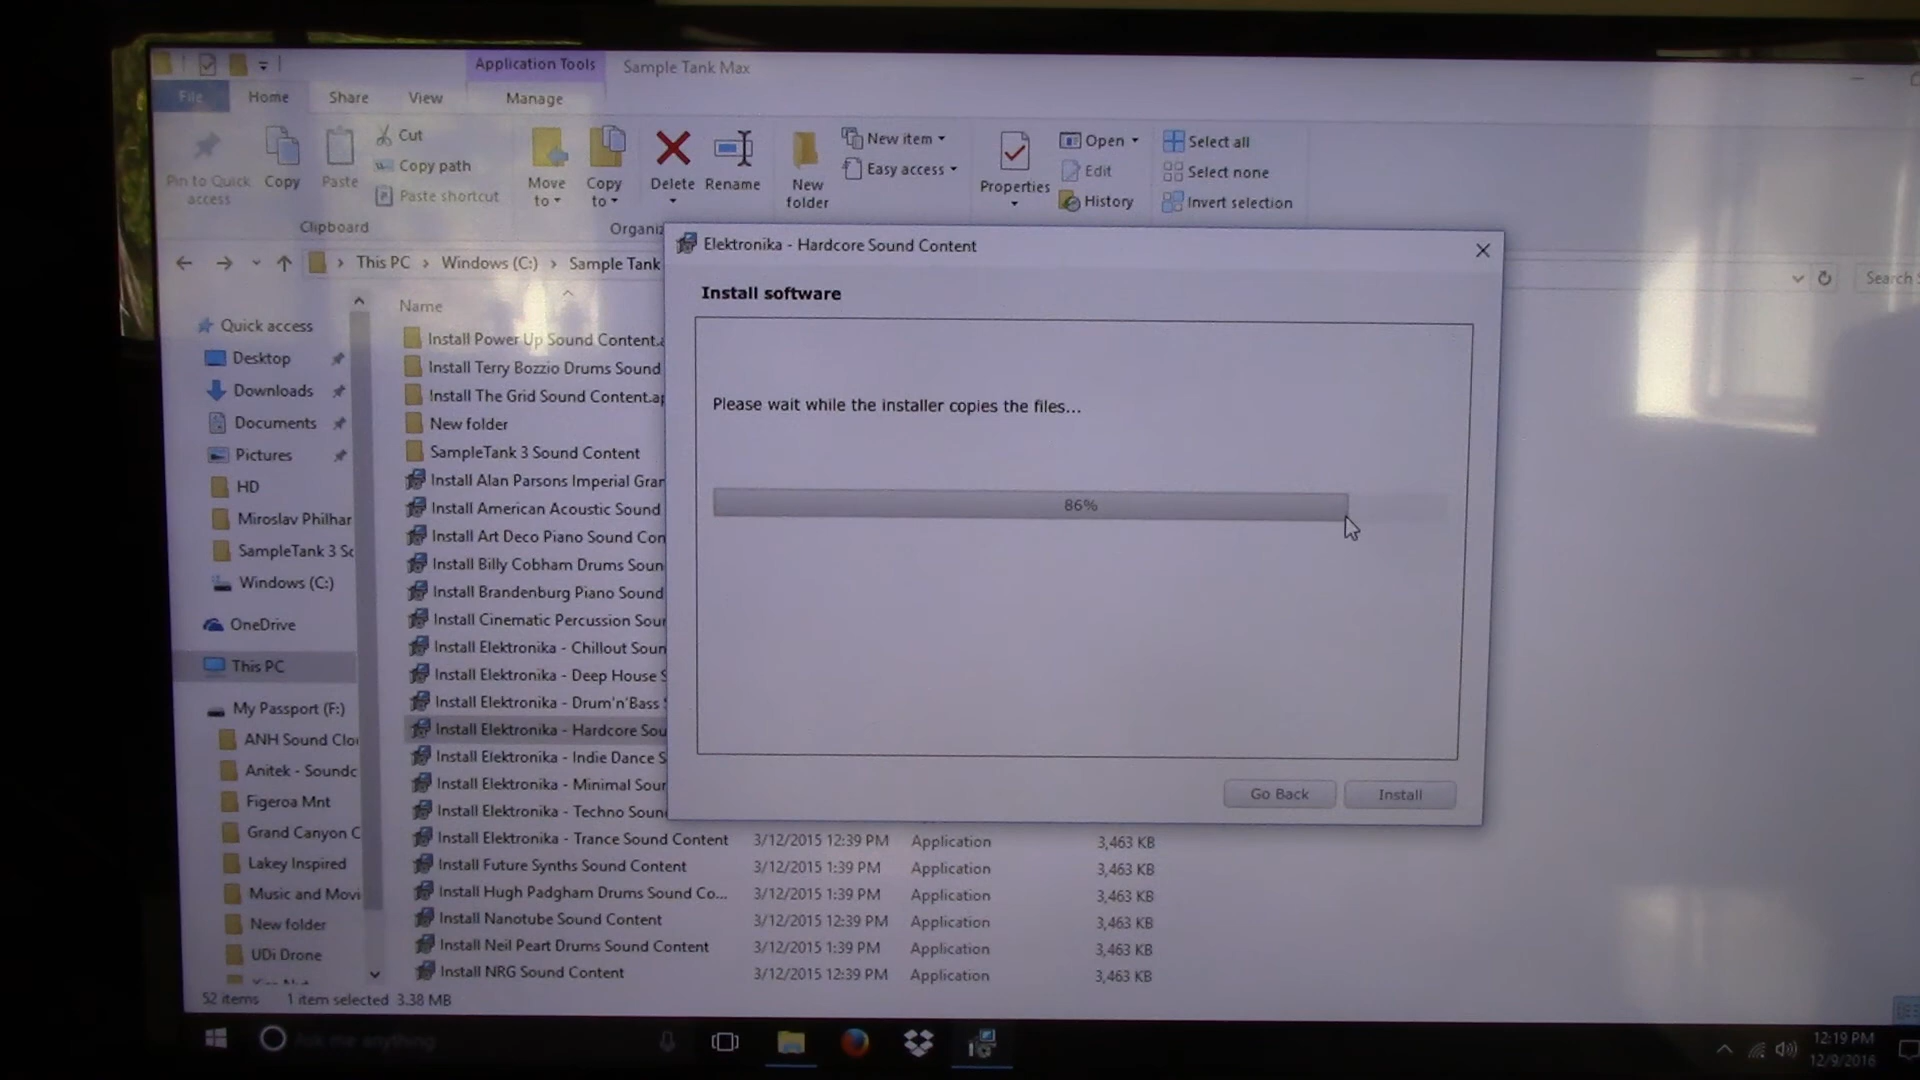 Application Tools
Sample Tank Max
File
Home
Share
View
Manage
Pin to Quick access
Copy
Paste
Cut
Copy path
Paste shortcut
Clipboard
Move to
Copy to
Delete
Rename
Organiz
New folder
New item
Easy access
Properties
Open
Edit
History
Select all
Select none
Invert selection
This PC
Windows (C:)
Sample Tank
Search
Quick access
Desktop
Downloads
Documents
Pictures
HD
Miroslav Philhar
SampleTank 3 Sc
Windows (C:)
OneDrive
This PC
My Passport (F:)
ANH Sound Clo
Anitek - Soundc
Figeroa Mnt
Grand Canyon C
Lakey Inspired
Music and Movi
New folder
UDi Drone
Name
Install Power Up Sound Content.a
Install Terry Bozzio Drums Sound
Install The Grid Sound Content.ap
New folder
SampleTank 3 Sound Content
Install Alan Parsons Imperial Gran
Install American Acoustic Sound
Install Art Deco Piano Sound Con
Install Billy Cobham Drums Soun
Install Brandenburg Piano Sound
Install Cinematic Percussion Soun
Install Elektronika - Chillout Soun
Install Elektronika - Deep House S
Install Elektronika - Drum'n'Bass
Install Elektronika - Hardcore Sou
Install Elektronika - Indie Dance S
Install Elektronika - Minimal Soun
Install Elektronika - Techno Soun
Install Elektronika - Trance Sound Content 3/12/2015 12:39 PM Application 3,463 KB
Install Future Synths Sound Content 3/12/2015 1:39 PM Application 3,463 KB
Install Hugh Padgham Drums Sound Co... 3/12/2015 1:39 PM Application 3,463 KB
Install Nanotube Sound Content 3/12/2015 12:39 PM Application 3,463 KB
Install Neil Peart Drums Sound Content 3/12/2015 1:39 PM Application 3,463 KB
Install NRG Sound Content 3/12/2015 12:39 PM Application 3,463 KB
Elektronika - Hardcore Sound Content
Install software
Please wait while the installer copies the files...
86%
Go Back
Install
52 items 1 item selected 3.38 MB
Ask me anything
12:19 PM
12/9/2016